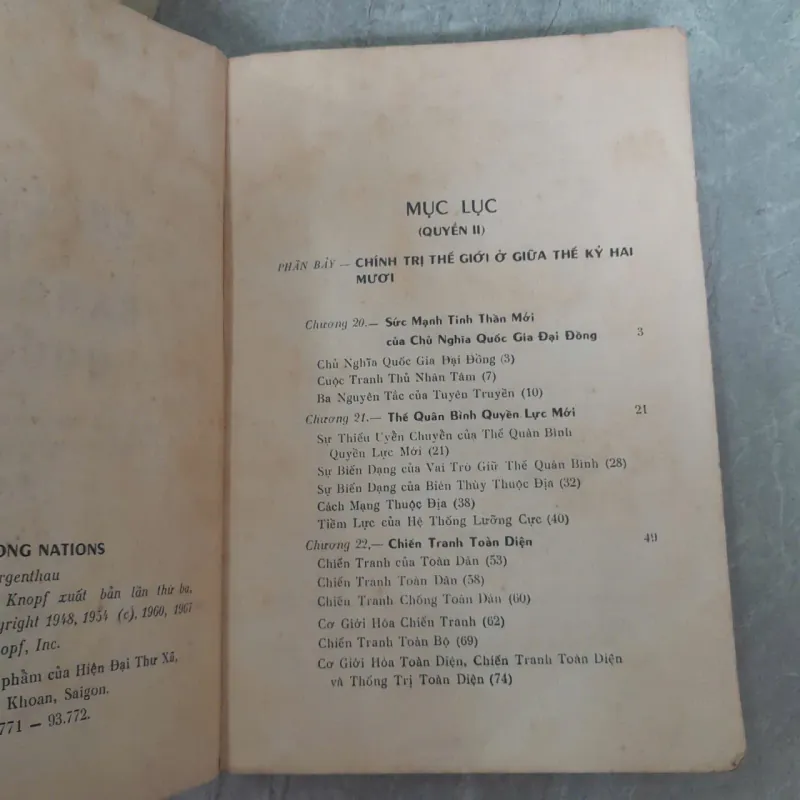 ONG NATIONS
rgenthau
Knopf xuất bản lần thứ ba,
yright 1948, 1954 (c). 1960, 1967
opf, Inc.
phẩm của Hiện Đại Thư Xã,
Khoan, Saigon.
771 — 93.772.
MỤC LỤC
(QUYỂN II)
PHẦN BẢY — CHÍNH TRỊ THẾ GIỚI Ở GIỮA THẾ KỶ HAI
MƯƠI
Chương 20.— Sức Mạnh Tinh Thần Mới
của Chủ Nghĩa Quốc Gia Đại Đồng 3
Chủ Nghĩa Quốc Gia Đại Đồng (3)
Cuộc Tranh Thủ Nhân Tâm (7)
Ba Nguyên Tắc của Tuyên Truyền (10)
Chương 21.— Thế Quân Bình Quyền Lực Mới 21
Sự Thiếu Uyển Chuyển của Thế Quân Bình
Quyền Lực Mới (21)
Sự Biến Dạng của Vai Trò Giữ Thế Quân Bình (28)
Sự Biến Dạng của Biên Thùy Thuộc Địa (32)
Cách Mạng Thuộc Địa (38)
Tiềm Lực của Hệ Thống Lưỡng Cực (40)
Chương 22.— Chiến Tranh Toàn Diện 49
Chiến Tranh của Toàn Dân (53)
Chiến Tranh Toàn Dân (58)
Chiến Tranh Chống Toàn Dân (60)
Cơ Giới Hóa Chiến Tranh (62)
Chiến Tranh Toàn Bộ (69)
Cơ Giới Hóa Toàn Diện, Chiến Tranh Toàn Diện
và Thống Trị Toàn Diện (74)